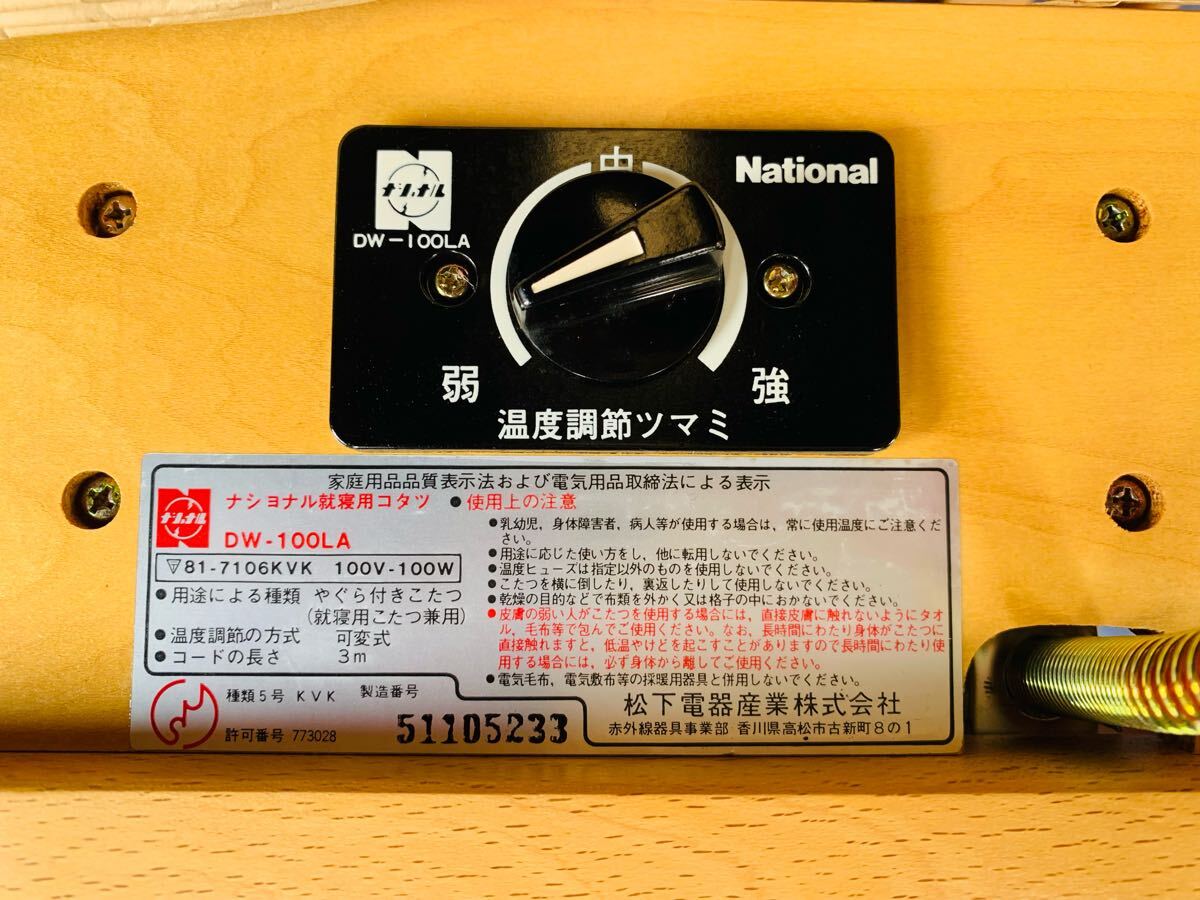 中
ナショナル
National
DW-100LA
弱
強
温度調節ツマミ
家庭用品品質表示法および電気用品取締法による表示
ナショナル
ナショナル就寝用コタツ
DW-100LA
▽81-7106KVK 100V-100W
●用途による種類 やぐら付きこたつ
(就寝用こたつ兼用)
●温度調節の方式 可変式
●コードの長さ 3m
●使用上の注意
●乳幼児,身体障害者,病人等が使用する場合は,常に使用温度にご注意くだ
さい。
●用途に応じた使い方をし,他に転用しないでください。
●温度ヒューズは指定以外のものを使用しないでください。
●こたつを横に倒したり,裏返したりして使用しないでください。
●乾燥の目的などで布類を外かく又は格子の中におかないでください。
●皮膚の弱い人がこたつを使用する場合には,直接皮膚に触れないようにタオ
ル,毛布等で包んでご使用ください。なお,長時間にわたり身体がこたつに
直接触れますと,低温やけどを起こすことがありますので長時間にわたり使
用する場合には,必ず身体から離してご使用ください。
●電気毛布,電気敷布等の採暖用器具と併用しないでください。
種類5号 KVK
許可番号 773028
製造番号
51105233
松下電器産業株式会社
赤外線器具事業部 香川県高松市古新町8の1